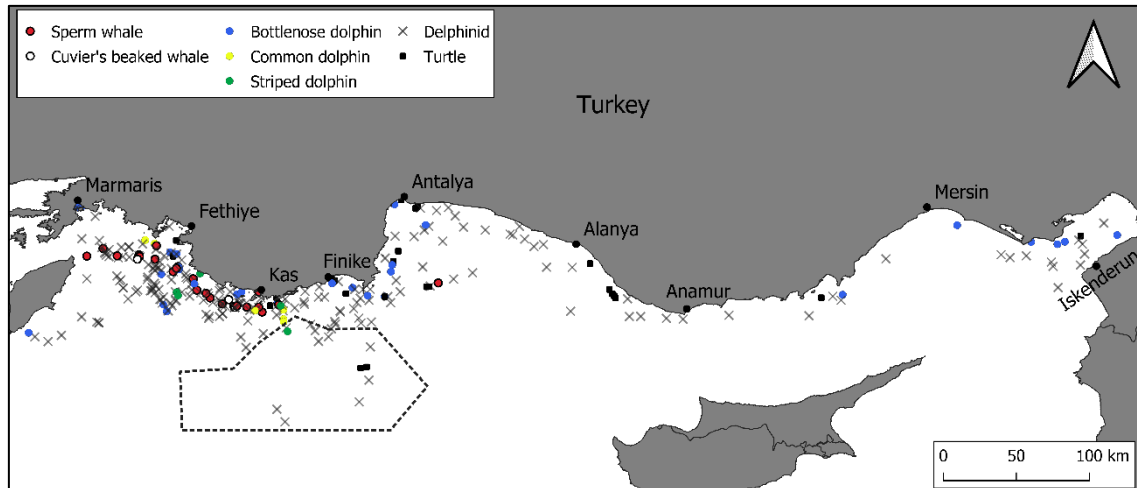 Sperm whale
Bottlenose dolphin
Delphinid
Cuvier's beaked whale
Common dolphin
Turtle
Striped dolphin
Turkey
Marmaris
Fethiye
Antalya
Mersin
Alanya
Kas
Finike
Iskenderun
Anamur
0 50 100 km